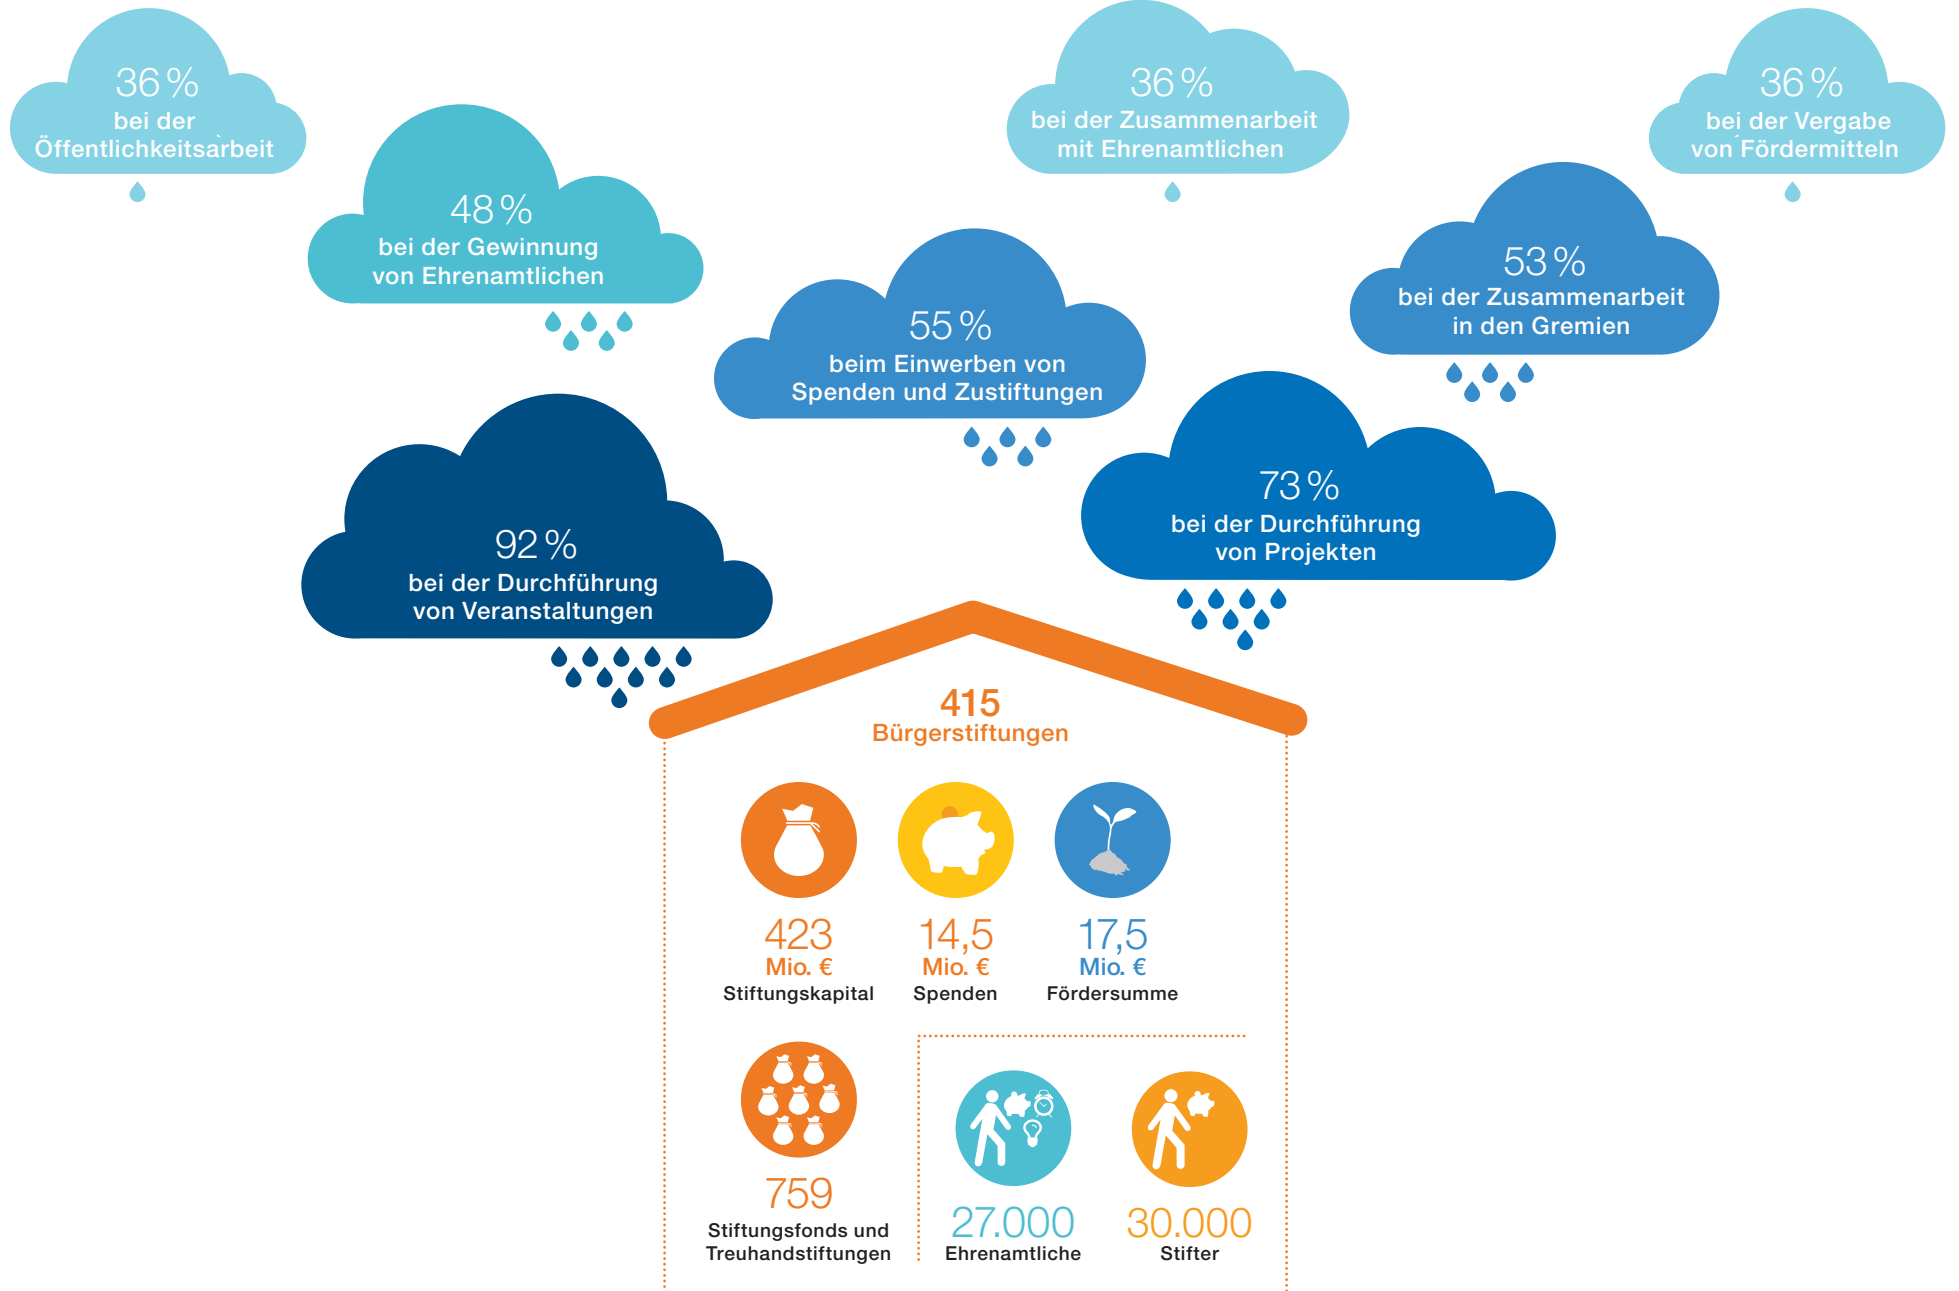 36 %
bei der
Öffentlichkeitsarbeit
36 %
bei der Zusammenarbeit
mit Ehrenamtlichen
36 %
bei der Vergabe
von Fördermitteln
48 %
bei der Gewinnung
von Ehrenamtlichen
53 %
bei der Zusammenarbeit
in den Gremien
55 %
beim Einwerben von
Spenden und Zustiftungen
73 %
bei der Durchführung
von Projekten
92 %
bei der Durchführung
von Veranstaltungen
415
Bürgerstiftungen
423
Mio. €
Stiftungskapital
14,5
Mio. €
Spenden
17,5
Mio. €
Fördersumme
759
Stiftungsfonds und
Treuhandstiftungen
27.000
Ehrenamtliche
30.000
Stifter